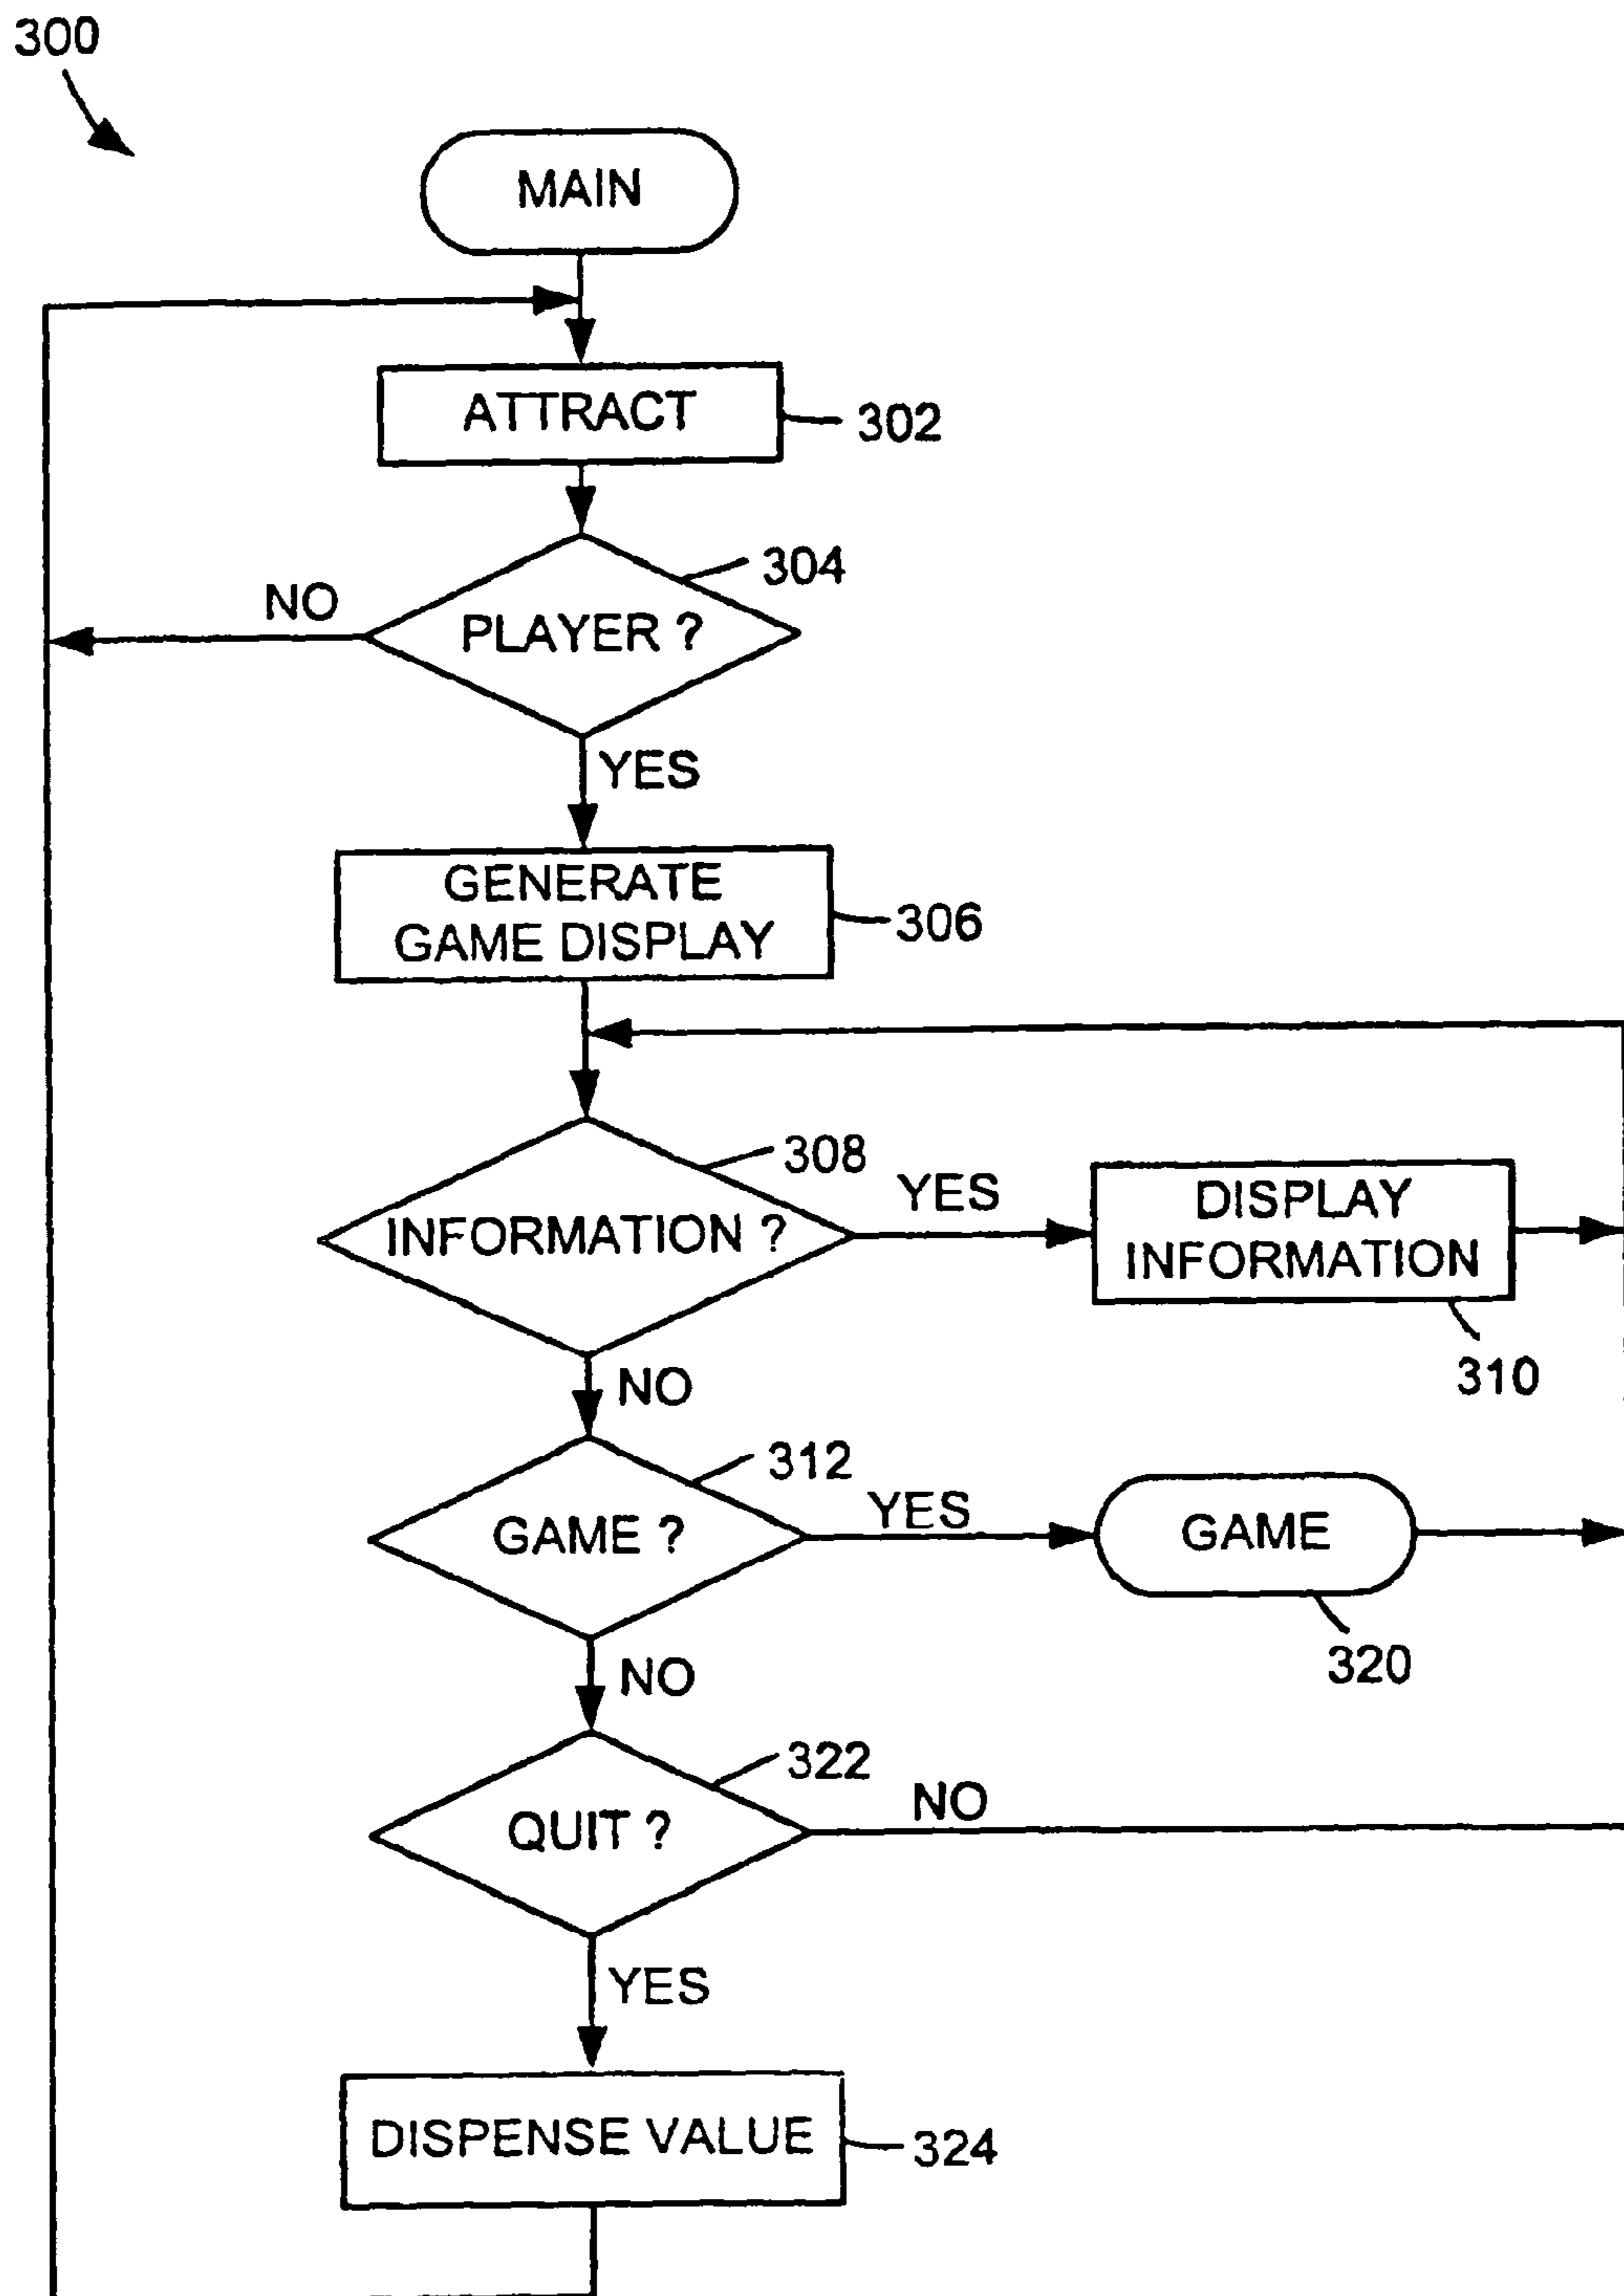 300
MAIN
ATTRACT
302
304
NO
PLAYER ?
YES
GENERATE
GAME DISPLAY
306
308
YES
INFORMATION ?
DISPLAY
INFORMATION
310
NO
312
YES
GAME ?
GAME
320
NO
322
NO
QUIT ?
YES
DISPENSE VALUE
324